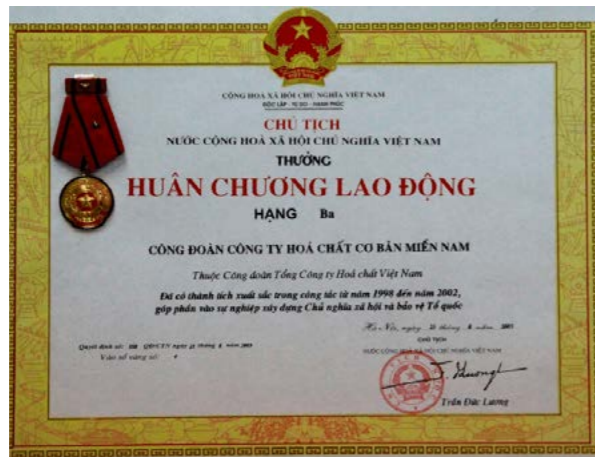 CỘNG HOÀ XÃ HỘI CHỦ NGHĨA VIỆT NAM
ĐỘC LẬP - TỰ DO - HẠNH PHÚC
CHỦ TỊCH
NƯỚC CỘNG HOÀ XÃ HỘI CHỦ NGHĨA VIỆT NAM
THƯỞNG
HUÂN CHƯƠNG LAO ĐỘNG
HẠNG Ba
CÔNG ĐOÀN CÔNG TY HOÁ CHẤT CƠ BẢN MIỀN NAM
Thuộc Công đoàn Tổng Công ty Hoá chất Việt Nam
Đã có thành tích xuất sắc trong công tác từ năm 1998 đến năm 2002,
góp phần vào sự nghiệp xây dựng Chủ nghĩa xã hội và bảo vệ Tổ quốc
Hà Nội, ngày tháng năm
Quyết định số: QĐ/CTN ngày tháng năm
CHỦ TỊCH
Vào sổ vàng số:
NƯỚC CỘNG HOÀ XÃ HỘI CHỦ NGHĨA VIỆT NAM
Trần Đức Lương